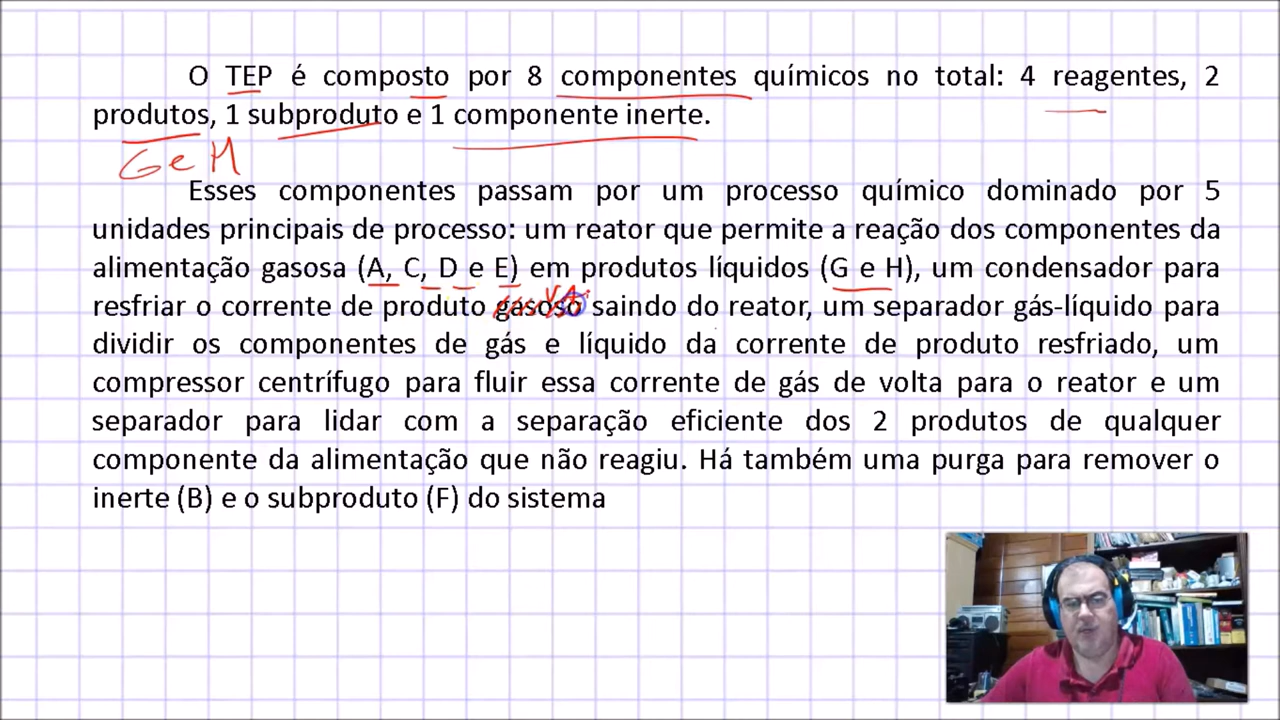 O TEP é composto por 8 componentes químicos no total: 4 reagentes, 2
produtos, 1 subproduto e 1 componente inerte.
G e H
Esses componentes passam por um processo químico dominado por 5
unidades principais de processo: um reator que permite a reação dos componentes da
alimentação gasosa (A, C, D e E) em produtos líquidos (G e H), um condensador para
VA
resfriar o corrente de produto gasoso saindo do reator, um separador gás-líquido para
dividir os componentes de gás e líquido da corrente de produto resfriado, um
compressor centrífugo para fluir essa corrente de gás de volta para o reator e um
separador para lidar com a separação eficiente dos 2 produtos de qualquer
componente da alimentação que não reagiu. Há também uma purga para remover o
inerte (B) e o subproduto (F) do sistema